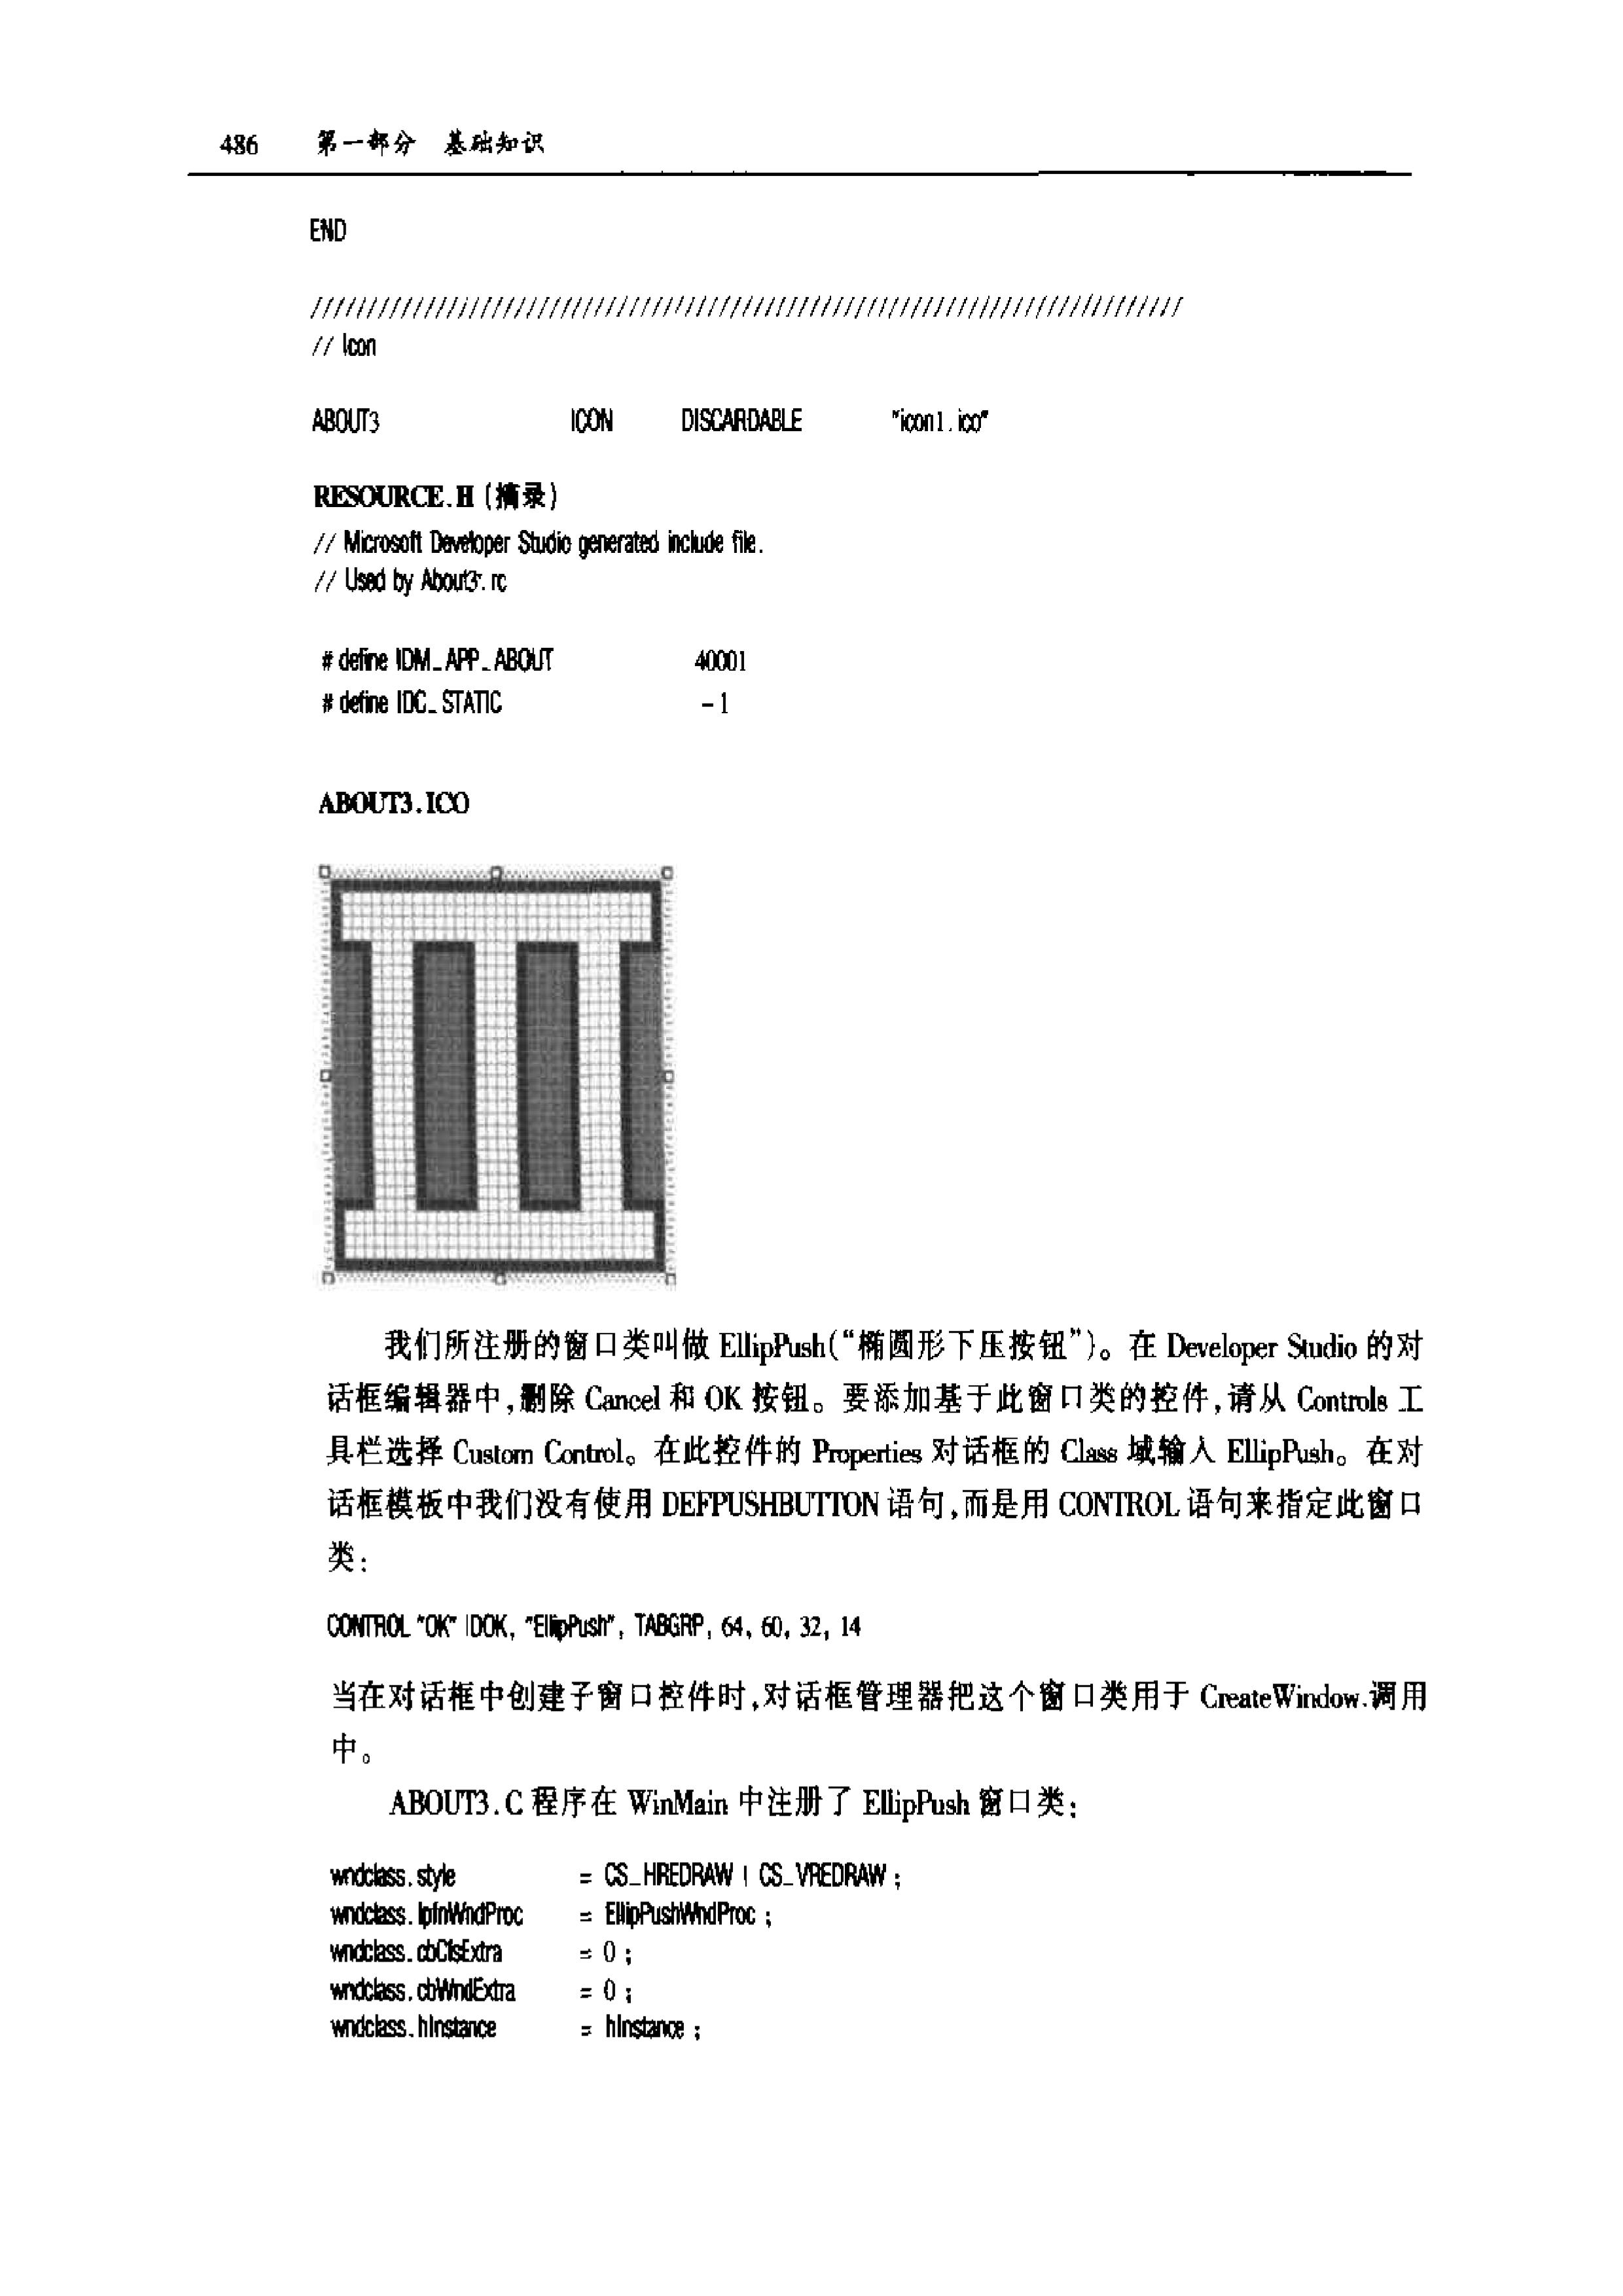 486 第一部分 基础知识
END
//////////////////////////////////////////////////////////////////////////////
// Icon
ABOUT3 ICON DISCARDABLE "icon1.ico"
RESOURCE.H (摘录)
// Microsoft Developer Studio generated include file.
// Used by About3.rc
# define IDM_APP_ABOUT 40001
# define IDC_STATIC -1
ABOUT3.ICO
我们所注册的窗口类叫做 EllipPush(“椭圆形下压按钮”)。在 Developer Studio 的对
话框编辑器中,删除 Cancel 和 OK 按钮。要添加基于此窗口类的控件,请从 Controls 工
具栏选择 Custom Control。在此控件的 Properties 对话框的 Class 域输入 EllipPush。在对
话框模板中我们没有使用 DEFPUSHBUTTON 语句,而是用 CONTROL 语句来指定此窗口
类:
CONTROL "OK" IDOK, "EllipPush", TABGRP, 64, 60, 32, 14
当在对话框中创建子窗口控件时,对话框管理器把这个窗口类用于 CreateWindow 调用
中。
ABOUT3.C 程序在 WinMain 中注册了 EllipPush 窗口类:
wndclass.style = CS_HREDRAW | CS_VREDRAW ;
wndclass.lpfnWndProc = EllipPushWndProc ;
wndclass.cbClsExtra = 0 ;
wndclass.cbWndExtra = 0 ;
wndclass.hInstance = hInstance ;